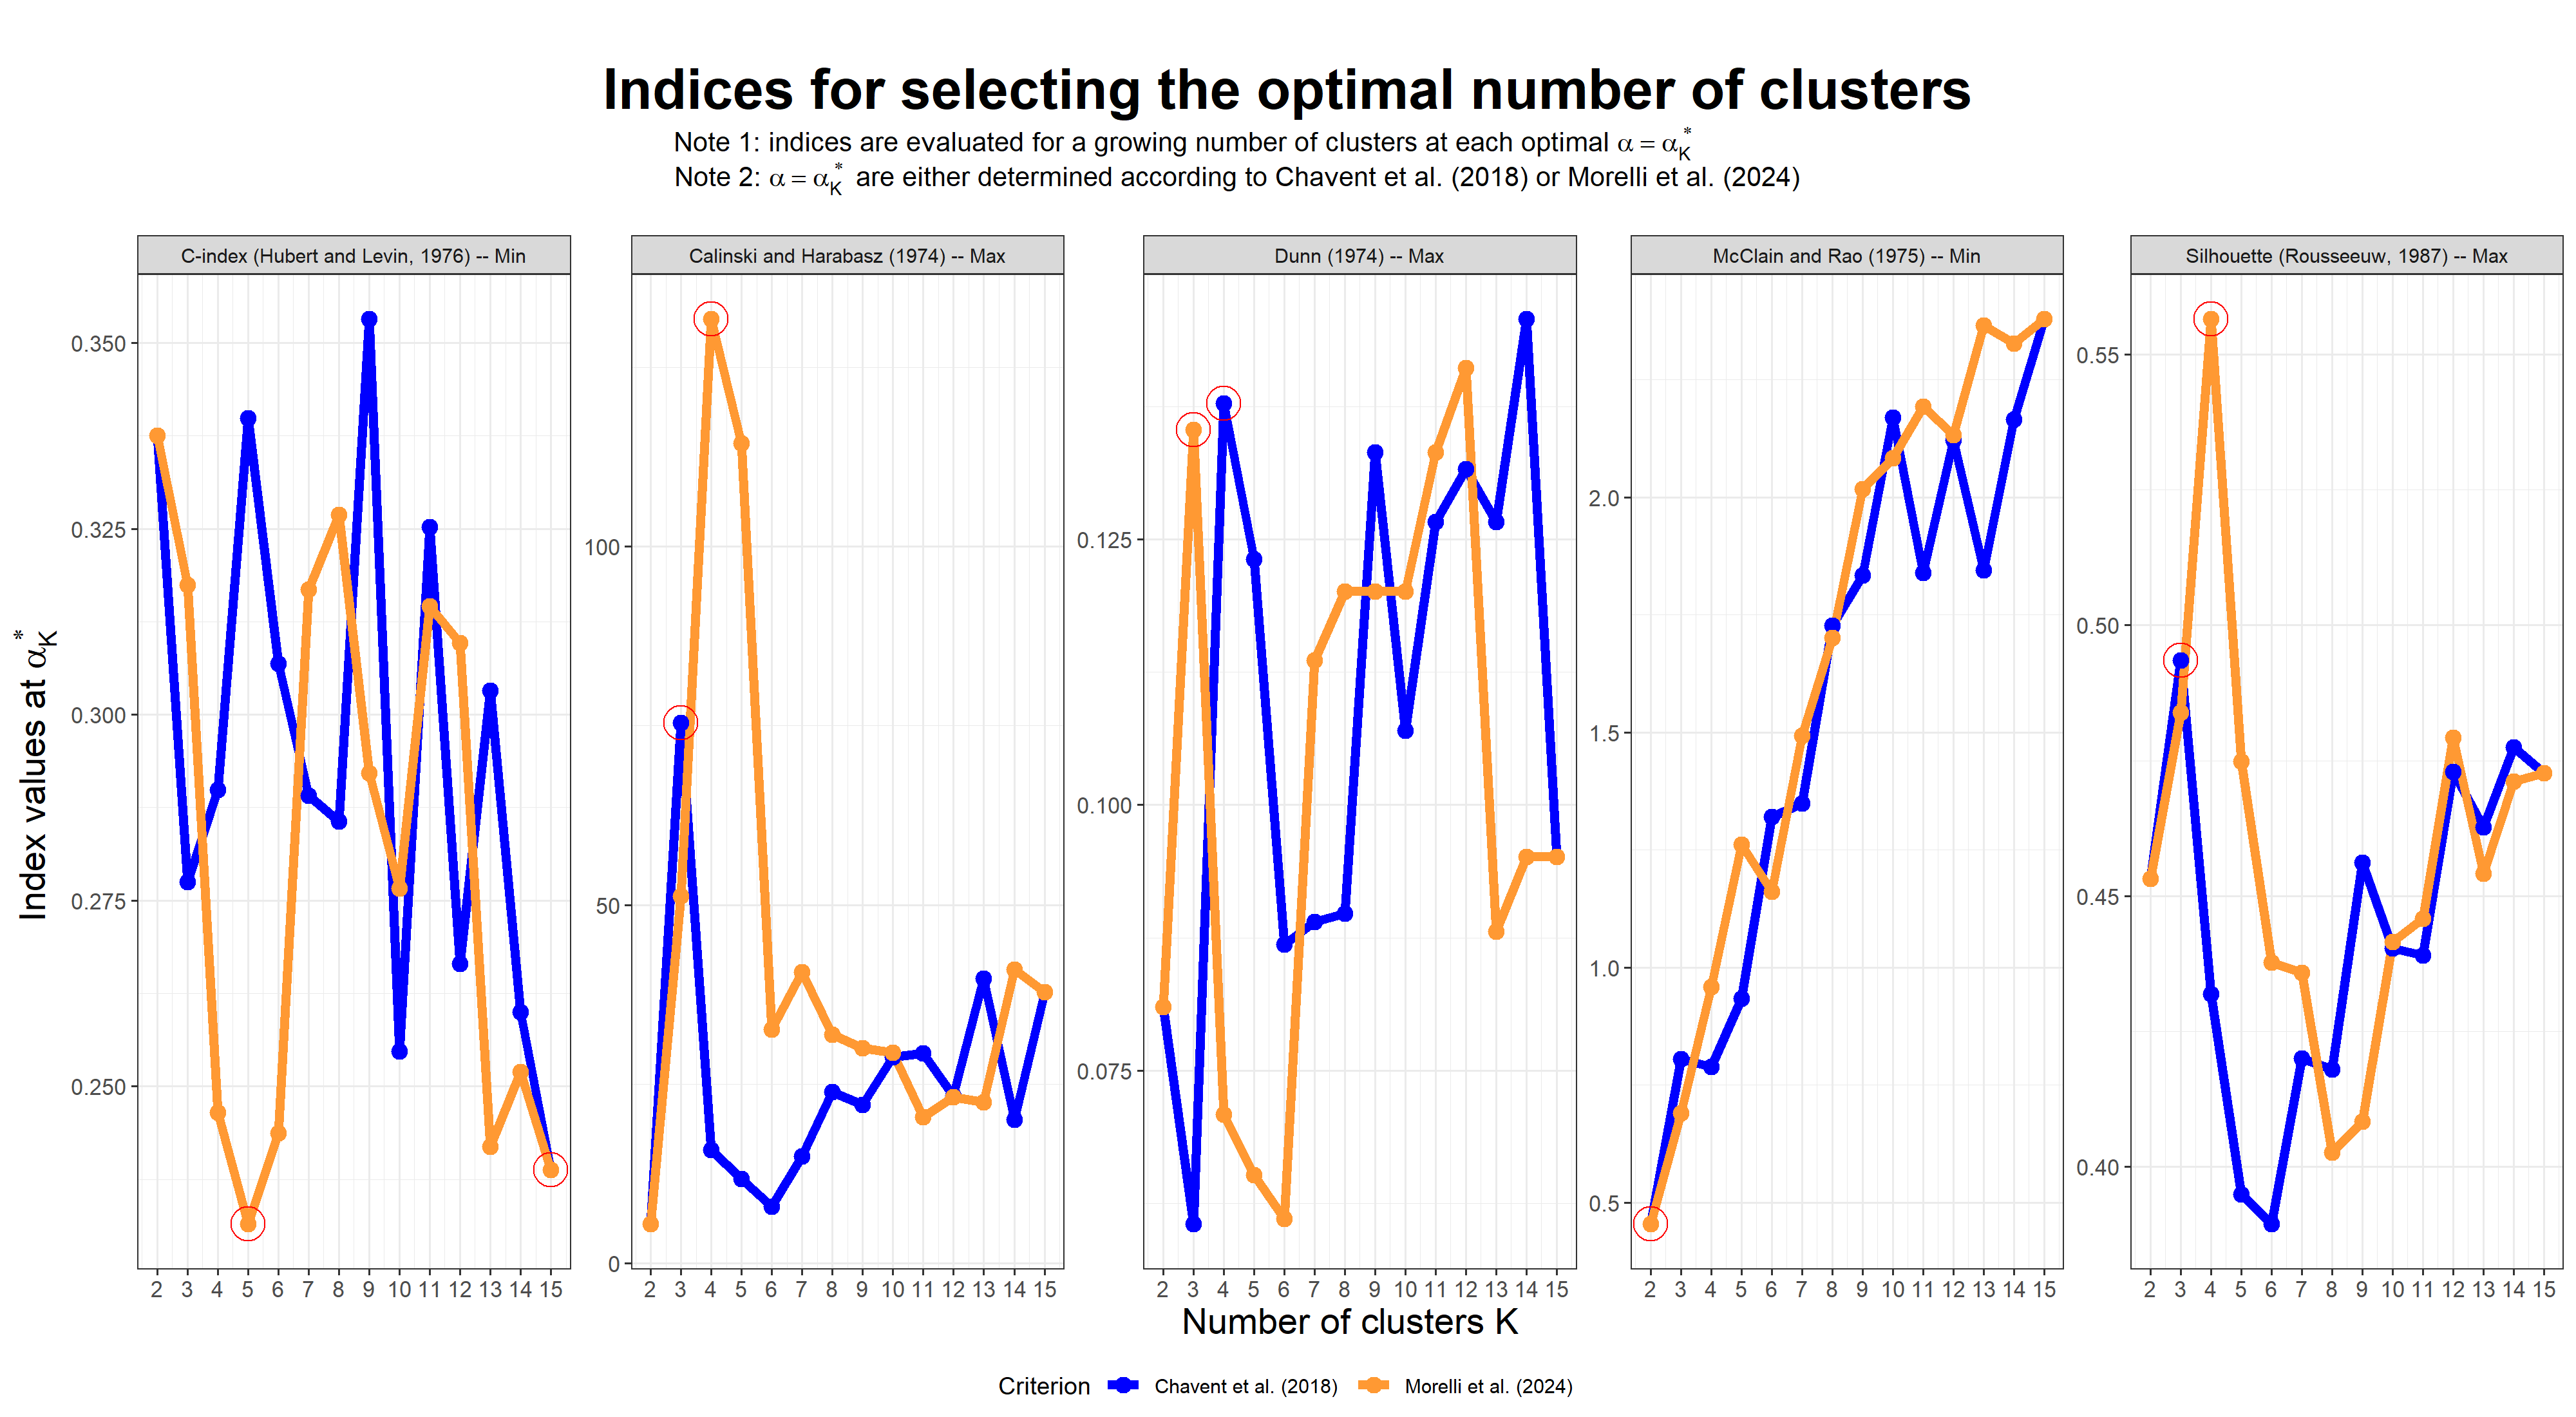 Indices for selecting the optimal number of clusters
Note 1: indices are evaluated for a growing number of clusters at each optimal α = α*K
Note 2: α = α*K are either determined according to Chavent et al. (2018) or Morelli et al. (2024)
C-index (Hubert and Levin, 1976) -- Min
Calinski and Harabasz (1974) -- Max
Dunn (1974) -- Max
McClain and Rao (1975) -- Min
Silhouette (Rousseeuw, 1987) -- Max
Index values at α*K
0.350
0.325
0.300
0.275
0.250
2 3 4 5 6 7 8 9 10 11 12 13 14 15
100
50
0
2 3 4 5 6 7 8 9 10 11 12 13 14 15
0.125
0.100
0.075
2 3 4 5 6 7 8 9 10 11 12 13 14 15
2.0
1.5
1.0
0.5
2 3 4 5 6 7 8 9 10 11 12 13 14 15
0.55
0.50
0.45
0.40
2 3 4 5 6 7 8 9 10 11 12 13 14 15
Number of clusters K
Criterion Chavent et al. (2018) Morelli et al. (2024)